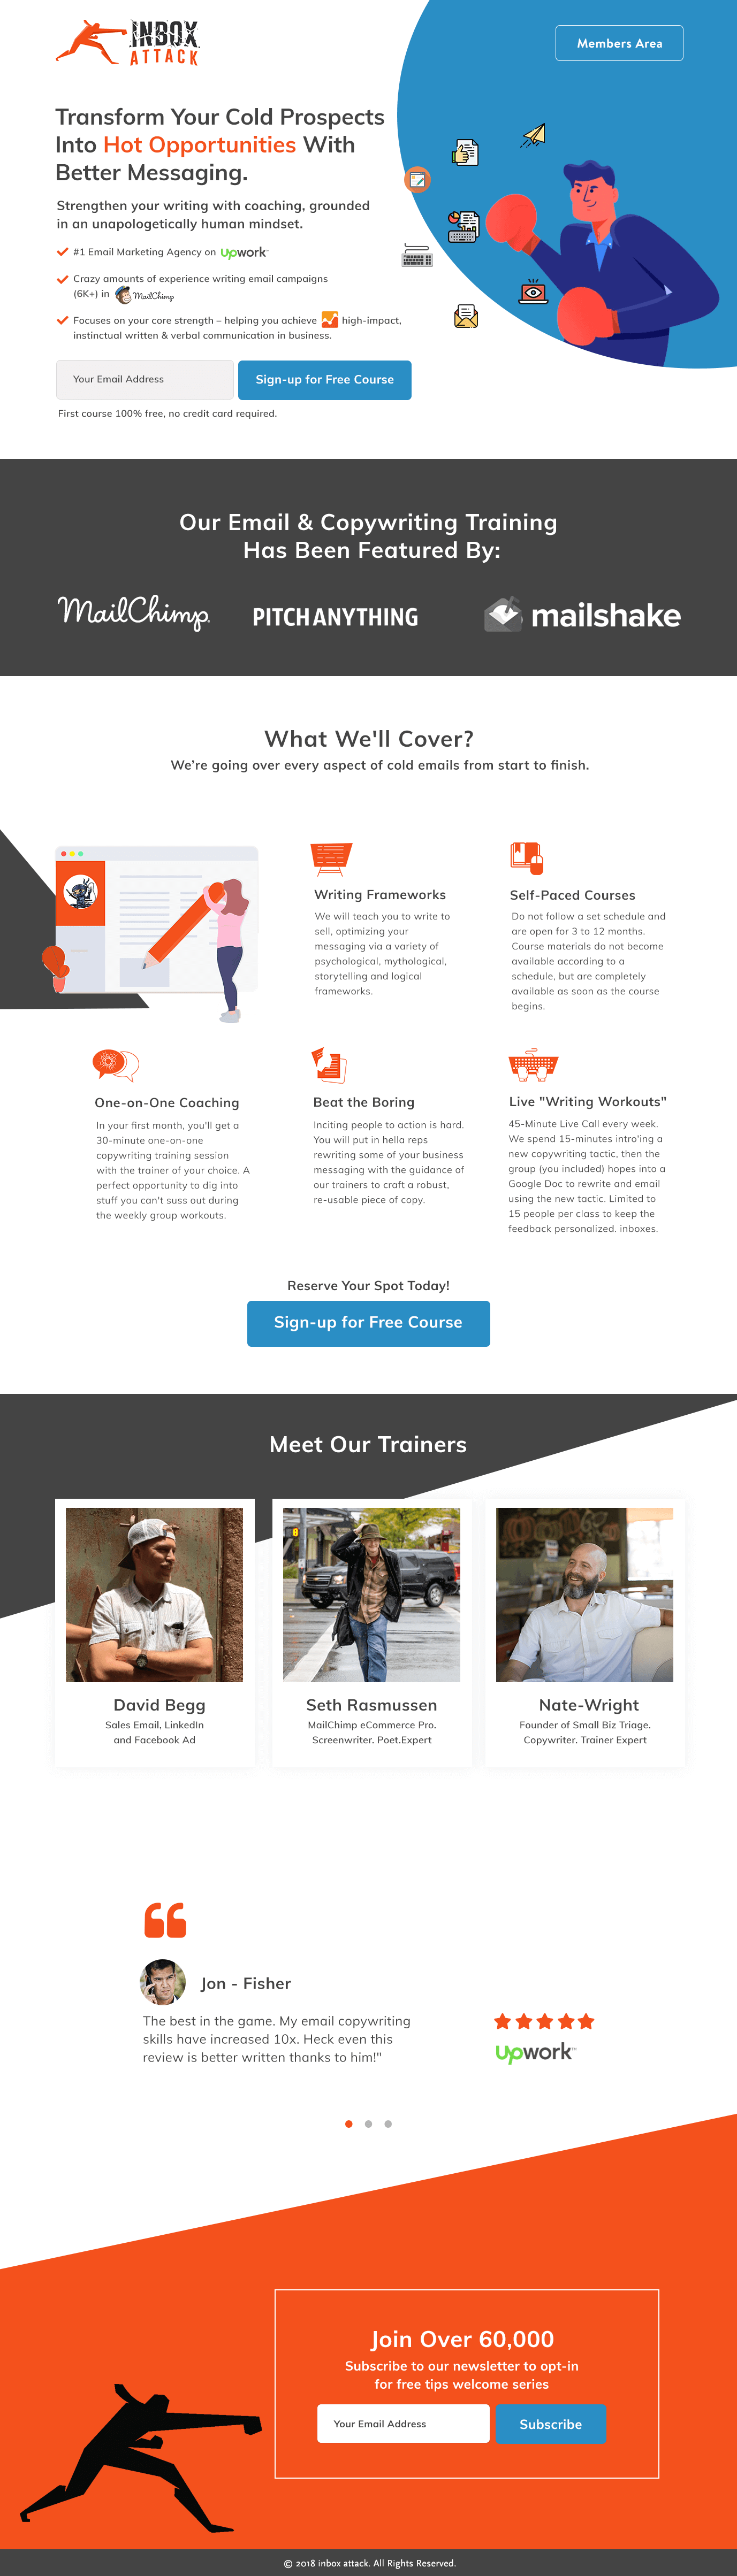 INBOX
ATTACK
Members Area
Transform Your Cold Prospects
Into Hot Opportunities With
Better Messaging.
Strengthen your writing with coaching, grounded
in an unapologetically human mindset.
#1 Email Marketing Agency on upwork
Crazy amounts of experience writing email campaigns
(6K+) in MailChimp
Focuses on your core strength – helping you achieve high-impact,
instinctual written & verbal communication in business.
Your Email Address
Sign-up for Free Course
First course 100% free, no credit card required.
Our Email & Copywriting Training
Has Been Featured By:
MailChimp
PITCH ANYTHING
mailshake
What We'll Cover?
We're going over every aspect of cold emails from start to finish.
Writing Frameworks
We will teach you to write to
sell, optimizing your
messaging via a variety of
psychological, mythological,
storytelling and logical
frameworks.
Self-Paced Courses
Do not follow a set schedule and
are open for 3 to 12 months.
Course materials do not become
available according to a
schedule, but are completely
available as soon as the course
begins.
One-on-One Coaching
In your first month, you'll get a
30-minute one-on-one
copywriting training session
with the trainer of your choice. A
perfect opportunity to dig into
stuff you can't suss out during
the weekly group workouts.
Beat the Boring
Inciting people to action is hard.
You will put in hella reps
rewriting some of your business
messaging with the guidance of
our trainers to craft a robust,
re-usable piece of copy.
Live "Writing Workouts"
45-Minute Live Call every week.
We spend 15-minutes intro'ing a
new copywriting tactic, then the
group (you included) hopes into a
Google Doc to rewrite and email
using the new tactic. Limited to
15 people per class to keep the
feedback personalized. inboxes.
Reserve Your Spot Today!
Sign-up for Free Course
Meet Our Trainers
8
David Begg
Sales Email, LinkedIn
and Facebook Ad
Seth Rasmussen
MailChimp eCommerce Pro.
Screenwriter. Poet.Expert
Nate-Wright
Founder of Small Biz Triage.
Copywriter. Trainer Expert
Jon - Fisher
The best in the game. My email copywriting
skills have increased 10x. Heck even this
review is better written thanks to him!"
upwork™
Join Over 60,000
Subscribe to our newsletter to opt-in
for free tips welcome series
Your Email Address
Subscribe
© 2018 inbox attack. All Rights Reserved.